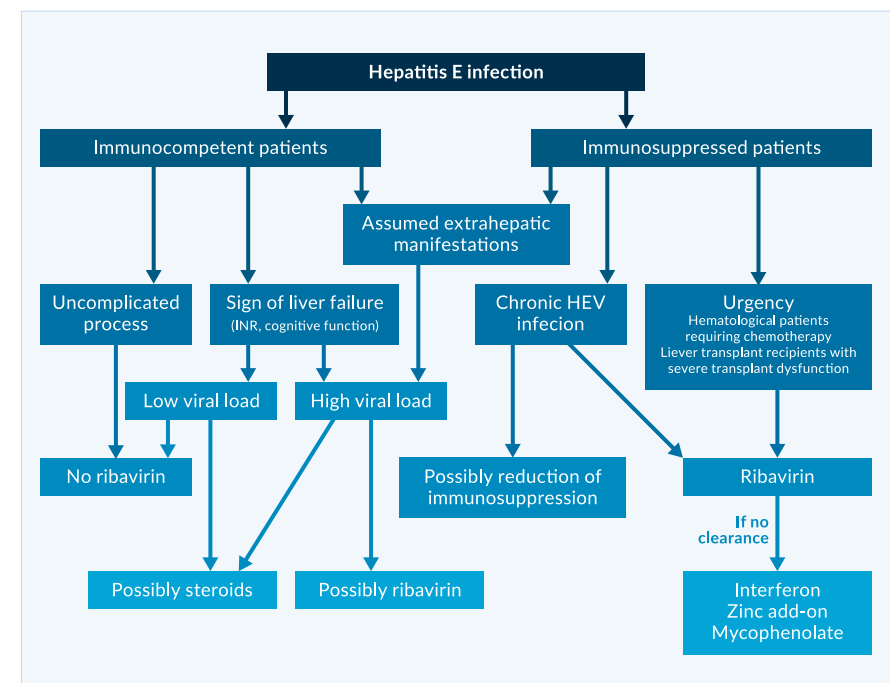 Hepatitis E infection
Immunocompetent patients
Immunosuppressed patients
Assumed extrahepatic
manifestations
Uncomplicated
process
Sign of liver failure
(INR, cognitive function)
Chronic HEV
infecion
Urgency
Hematological patients
requiring chemotherapy
Liever transplant recipients with
severe transplant dysfunction
Low viral load
High viral load
No ribavirin
Possibly reduction of
immunosuppression
Ribavirin
If no
clearance
Possibly steroids
Possibly ribavirin
Interferon
Zinc add-on
Mycophenolate